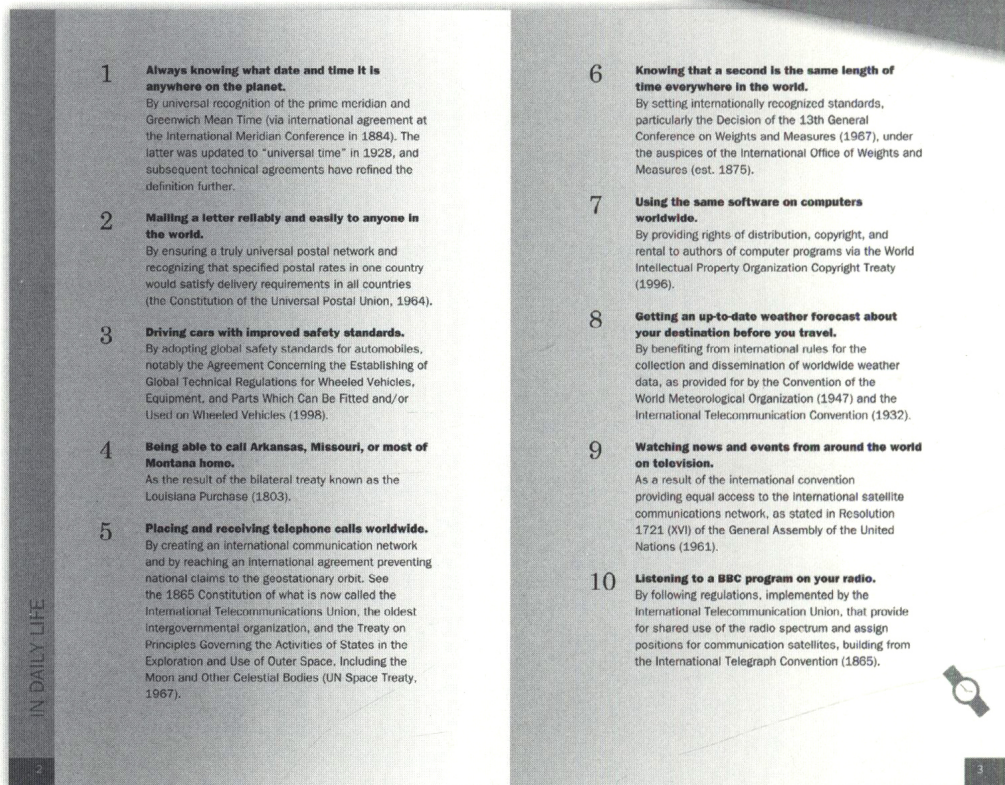 1
Always knowing what date and time it is
anywhere on the planet.
By universal recognition of the prime meridian and
Greenwich Mean Time (via international agreement at
the International Meridian Conference in 1884). The
latter was updated to "universal time" in 1928, and
subsequent technical agreements have refined the
definition further.
2
Mailing a letter reliably and easily to anyone in
the world.
By ensuring a truly universal postal network and
recognizing that specified postal rates in one country
would satisfy delivery requirements in all countries
(the Constitution of the Universal Postal Union, 1964).
3
Driving cars with improved safety standards.
By adopting global safety standards for automobiles,
notably the Agreement Concerning the Establishing of
Global Technical Regulations for Wheeled Vehicles,
Equipment, and Parts Which Can Be Fitted and/or
Used on Wheeled Vehicles (1998).
4
Being able to call Arkansas, Missouri, or most of
Montana home.
As the result of the bilateral treaty known as the
Louisiana Purchase (1803).
5
Placing and receiving telephone calls worldwide.
By creating an international communication network
and by reaching an international agreement preventing
national claims to the geostationary orbit. See
the 1865 Constitution of what is now called the
International Telecommunications Union, the oldest
intergovernmental organization, and the Treaty on
Principles Governing the Activities of States in the
Exploration and Use of Outer Space, Including the
Moon and Other Celestial Bodies (UN Space Treaty,
1967).
IN DAILY LIFE
2
6
Knowing that a second is the same length of
time everywhere in the world.
By setting internationally recognized standards,
particularly the Decision of the 13th General
Conference on Weights and Measures (1967), under
the auspices of the International Office of Weights and
Measures (est. 1875).
7
Using the same software on computers
worldwide.
By providing rights of distribution, copyright, and
rental to authors of computer programs via the World
Intellectual Property Organization Copyright Treaty
(1996).
8
Getting an up-to-date weather forecast about
your destination before you travel.
By benefiting from international rules for the
collection and dissemination of worldwide weather
data, as provided for by the Convention of the
World Meteorological Organization (1947) and the
International Telecommunication Convention (1932).
9
Watching news and events from around the world
on television.
As a result of the international convention
providing equal access to the international satellite
communications network, as stated in Resolution
1721 (XVI) of the General Assembly of the United
Nations (1961).
10
Listening to a BBC program on your radio.
By following regulations, implemented by the
International Telecommunication Union, that provide
for shared use of the radio spectrum and assign
positions for communication satellites, building from
the International Telegraph Convention (1865).
3